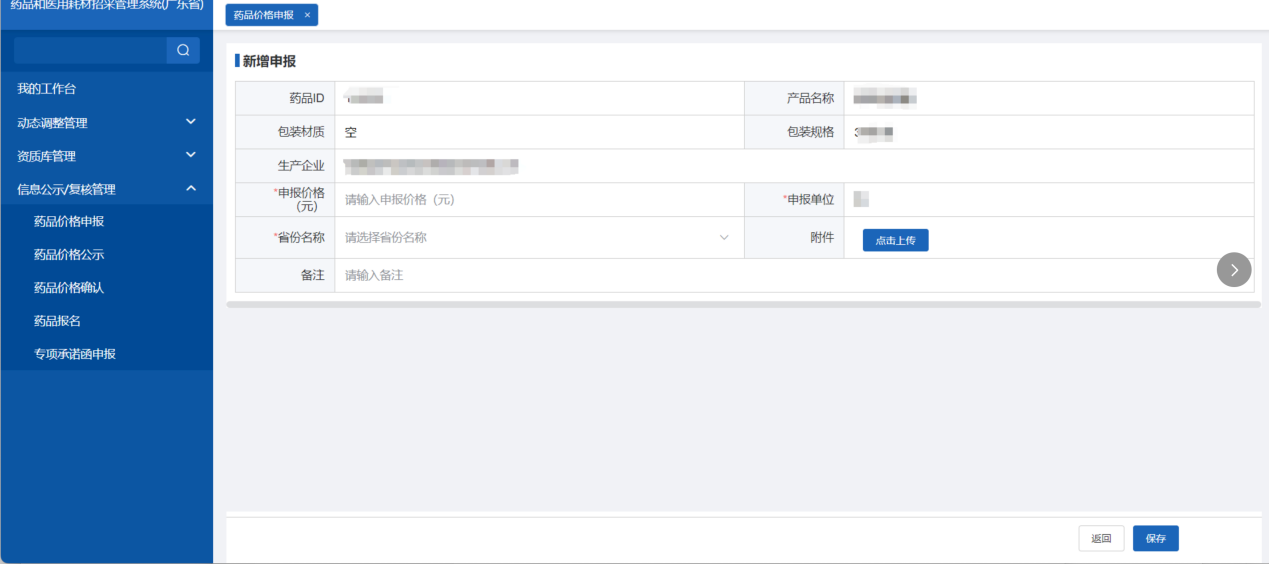 药品和医用耗材招采管理系统(广东省)
药品价格申报 ×
我的工作台
动态调整管理
资质库管理
信息公示/复核管理
药品价格申报
药品价格公示
药品价格确认
药品报名
专项承诺函申报
新增申报
药品ID
产品名称
包装材质 空
包装规格
生产企业
*申报价格
(元)
请输入申报价格（元）
*申报单位
*省份名称 请选择省份名称
附件 点击上传
备注 请输入备注
返回 保存